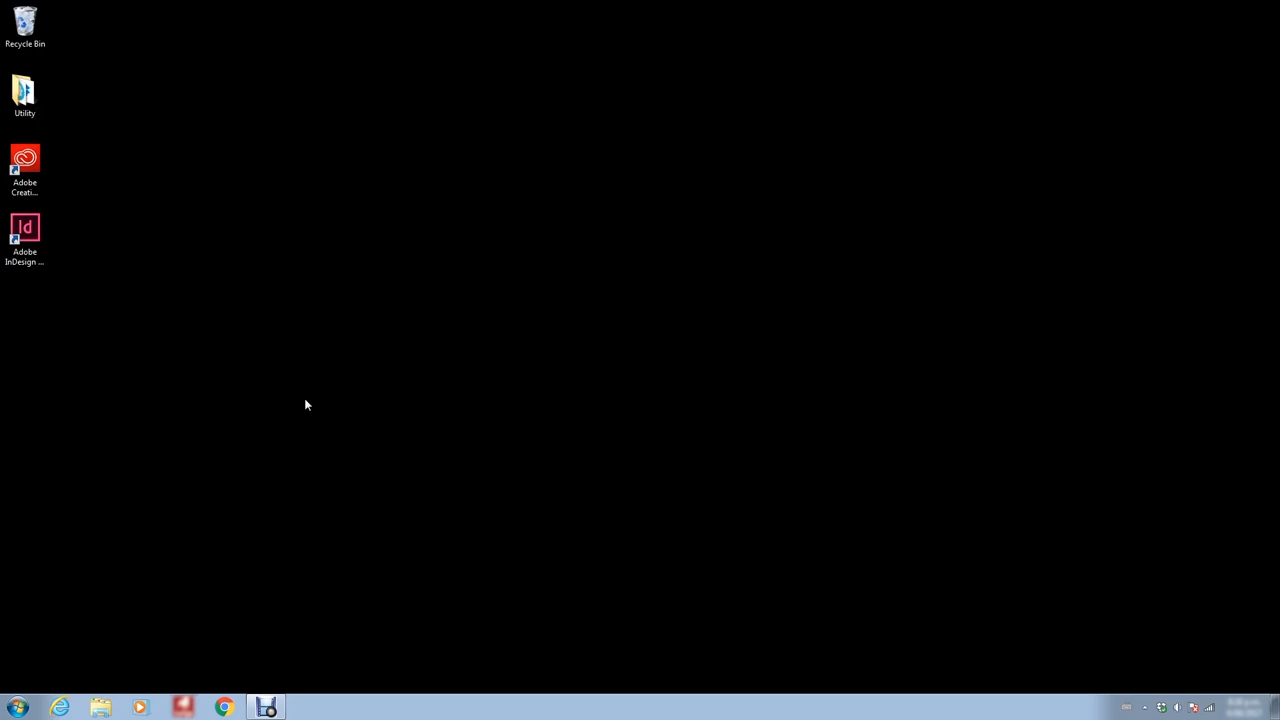 Recycle Bin
Utility
Adobe
Creati...
Id
Adobe
InDesign ...